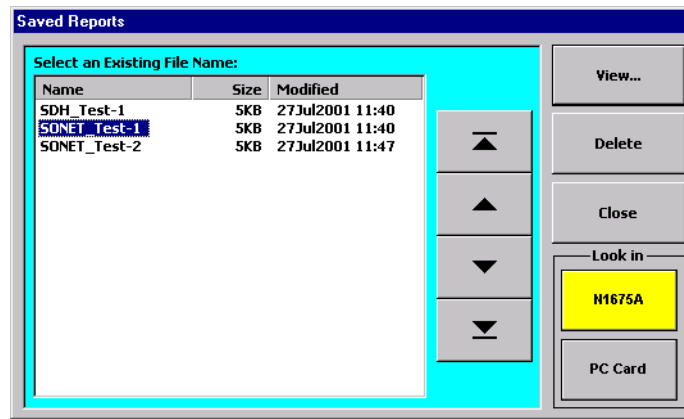 Saved Reports
Select an Existing File Name:
Name Size Modified
SDH_Test-1 5KB 27Jul2001 11:40
SONET_Test-1 5KB 27Jul2001 11:40
SONET_Test-2 5KB 27Jul2001 11:47
View...
Delete
Close
Look in
N1675A
PC Card